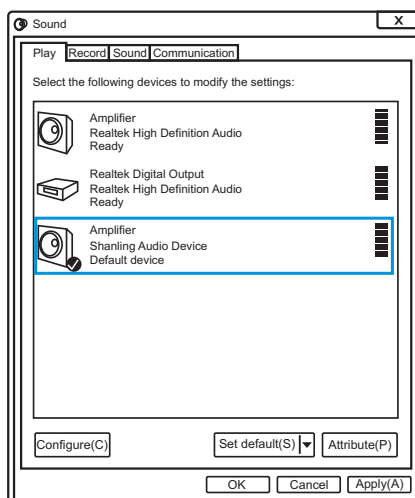 Sound
X
Play Record Sound Communication
Select the following devices to modify the settings:
Amplifier
Realtek High Definition Audio
Ready
Realtek Digital Output
Realtek High Definition Audio
Ready
Amplifier
Shanling Audio Device
Default device
Configure(C) Set default(S) Attribute(P)
OK Cancel Apply(A)